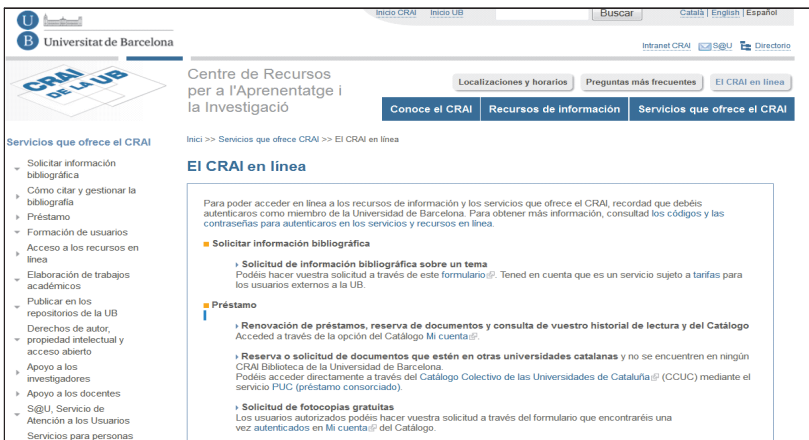 Inicio CRAI Inicio UB Buscar Català | English | Español
U
B Universitat de Barcelona
Intranet CRAI S@U Directorio
CRAI
DE LA UB
Centre de Recursos
per a l'Aprenentatge i
la Investigació
Localizaciones y horarios Preguntas más frecuentes El CRAI en línea
Conoce el CRAI Recursos de información Servicios que ofrece el CRAI
Servicios que ofrece el CRAI
Solicitar información
bibliográfica
Cómo citar y gestionar la
bibliografía
Préstamo
Formación de usuarios
Acceso a los recursos en
línea
Elaboración de trabajos
académicos
Publicar en los
repositorios de la UB
Derechos de autor,
propiedad intelectual y
acceso abierto
Apoyo a los
investigadores
Apoyo a los docentes
S@U, Servicio de
Atención a los Usuarios
Servicios para personas
Inici >> Servicios que ofrece CRAI >> El CRAI en línea
El CRAI en línea
Para poder acceder en línea a los recursos de información y los servicios que ofrece el CRAI, recordad que debéis
autenticaros como miembro de la Universidad de Barcelona. Para obtener más información, consultad los códigos y las
contraseñas para autenticaros en los servicios y recursos en línea.
Solicitar información bibliográfica
Solicitud de información bibliográfica sobre un tema
Podéis hacer vuestra solicitud a través de este formulario. Tened en cuenta que es un servicio sujeto a tarifas para
los usuarios externos a la UB.
Préstamo
Renovación de préstamos, reserva de documentos y consulta de vuestro historial de lectura y del Catálogo
Acceded a través de la opción del Catálogo Mi cuenta.
Reserva o solicitud de documentos que estén en otras universidades catalanas y no se encuentren en ningún
CRAI Biblioteca de la Universidad de Barcelona.
Podéis acceder directamente a través del Catálogo Colectivo de las Universidades de Cataluña (CCUC) mediante el
servicio PUC (préstamo consorciado).
Solicitud de fotocopias gratuitas
Los usuarios autorizados podéis hacer vuestra solicitud a través del formulario que encontraréis una
vez autenticados en Mi cuenta del Catálogo.